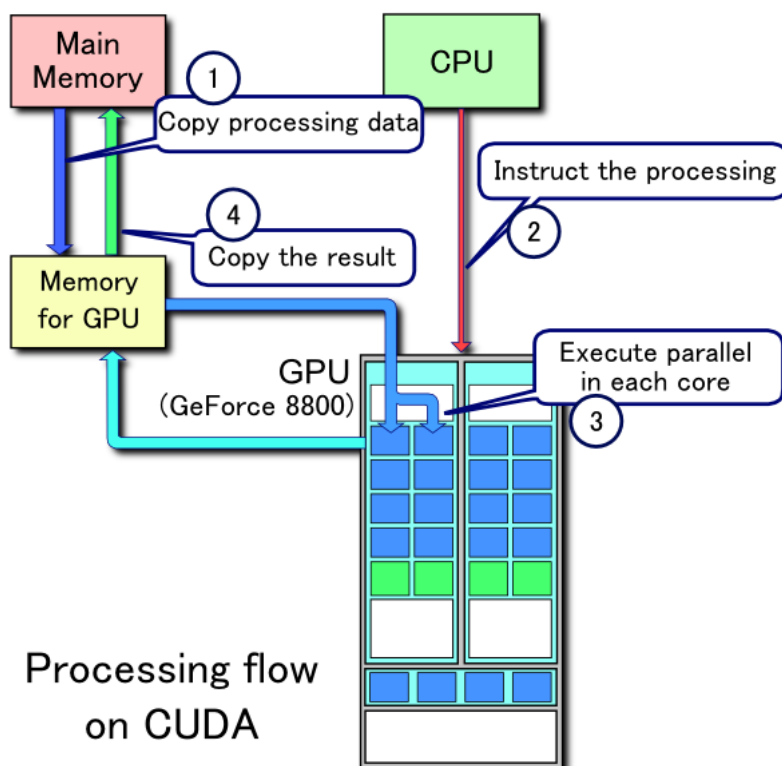 Main
Memory
CPU
1
Copy processing data
Instruct the processing
2
4
Copy the result
Memory
for GPU
GPU
(GeForce 8800)
Execute parallel
in each core
3
Processing flow
on CUDA